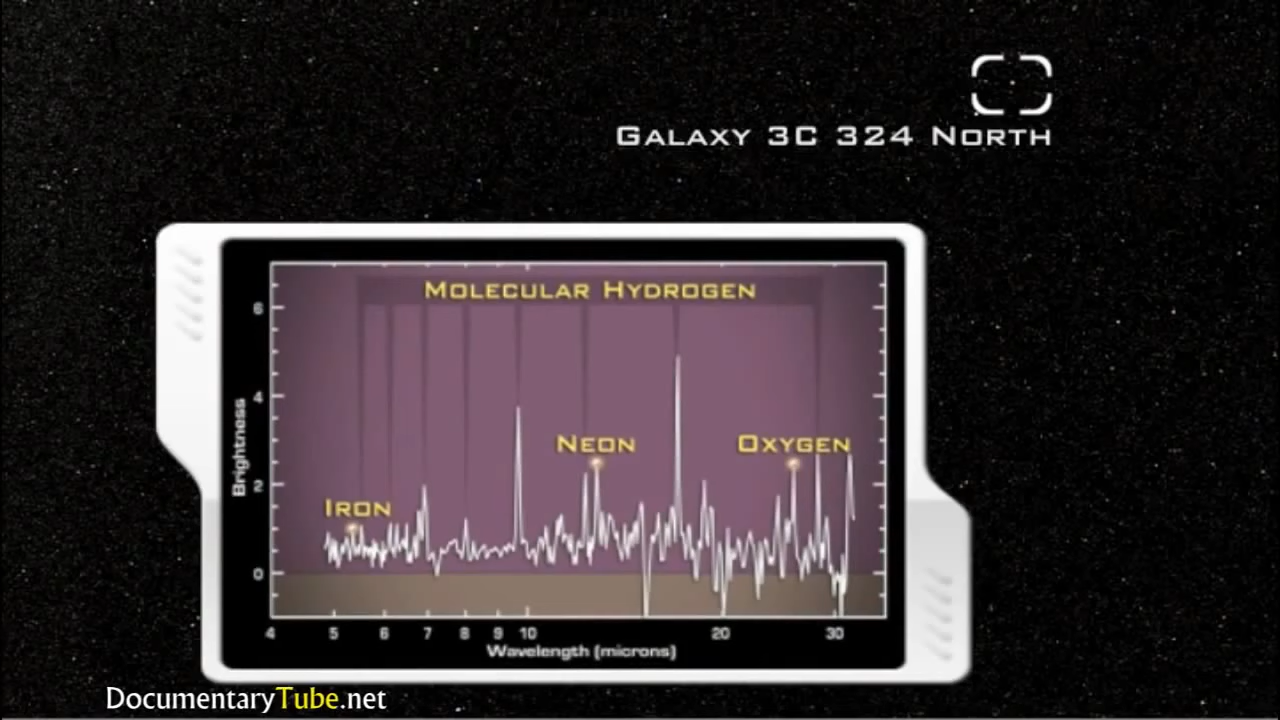 GALAXY 3C 324 NORTH
MOLECULAR HYDROGEN
6
4
NEON OXYGEN
2
IRON
0
Brightness
4 5 6 7 8 9 10 20 30
Wavelength (microns)
DocumentaryTube.net